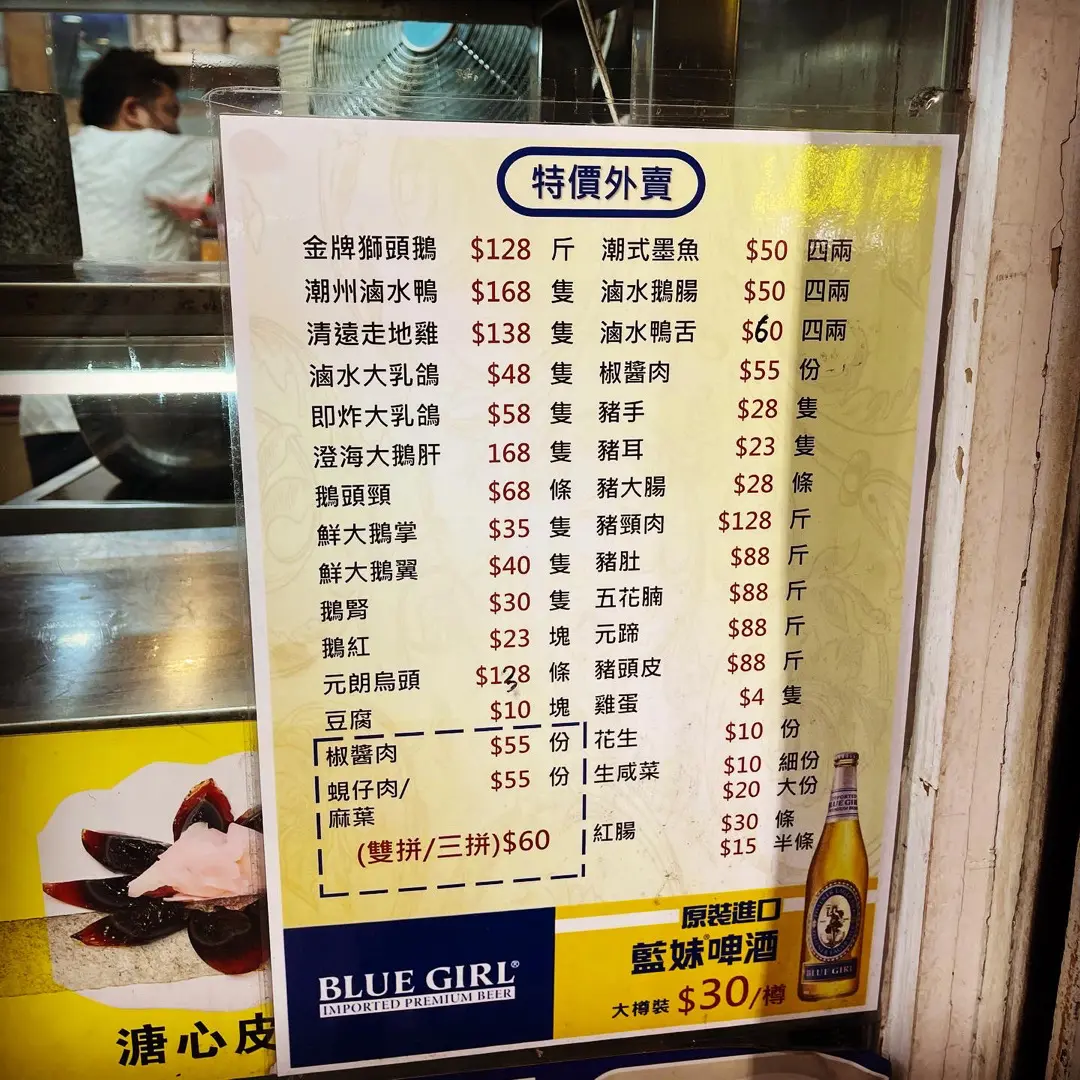 特價外賣
金牌獅頭鵝 $128 斤
潮州滷水鴨 $168 隻
清遠走地雞 $138 隻
滷水大乳鴿 $48 隻
即炸大乳鴿 $58 隻
澄海大鵝肝 168 隻
鵝頭頸 $68 條
鮮大鵝掌 $35 隻
鮮大鵝翼 $40 隻
鵝腎 $30 隻
鵝紅 $23 塊
元朗烏頭 $138 條
豆腐 $10 塊
椒醬肉 $55 份
蜆仔肉/ $55 份
麻葉
(雙拼/三拼)$60
潮式墨魚 $50 四兩
滷水鵝腸 $50 四兩
滷水鴨舌 $60 四兩
椒醬肉 $55 份
豬手 $28 隻
豬耳 $23 隻
豬大腸 $28 條
豬頸肉 $128 斤
豬肚 $88 斤
五花腩 $88 斤
元蹄 $88 斤
豬頭皮 $88 斤
雞蛋 $4 隻
花生 $10 份
生咸菜 $10 細份
$20 大份
紅腸 $30 條
$15 半條
BLUE GIRL®
IMPORTED PREMIUM BEER
原裝進口
藍妹®啤酒
大樽裝 $30/樽
BLUE GIRL
溏心皮